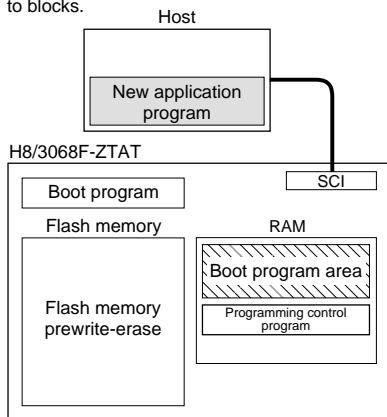 to blocks.
Host
New application
program
H8/3068F-ZTAT
SCI
Boot program
Flash memory
RAM
Boot program area
Flash memory
prewrite-erase
Programming control
program